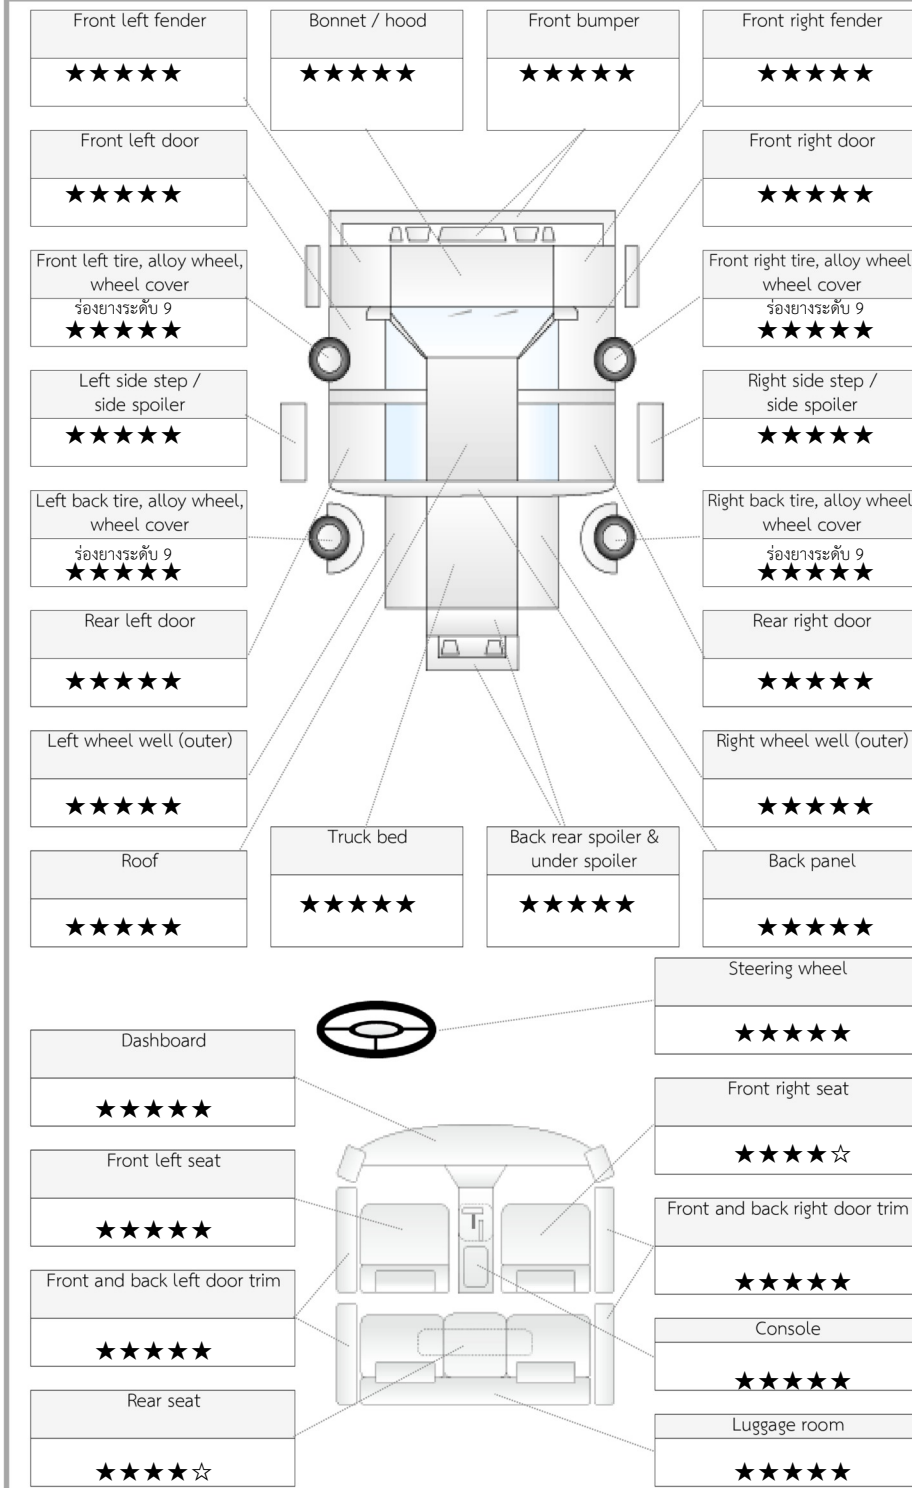 Front left fender
★★★★★
Bonnet / hood
★★★★★
Front bumper
★★★★★
Front right fender
★★★★★
Front left door
★★★★★
Front right door
★★★★★
Front left tire, alloy wheel,
wheel cover
ร่องยางระดับ 9
★★★★★
Front right tire, alloy wheel
wheel cover
ร่องยางระดับ 9
★★★★★
Left side step /
side spoiler
★★★★★
Right side step /
side spoiler
★★★★★
Left back tire, alloy wheel,
wheel cover
ร่องยางระดับ 9
★★★★★
Right back tire, alloy wheel
wheel cover
ร่องยางระดับ 9
★★★★★
Rear left door
★★★★★
Rear right door
★★★★★
Left wheel well (outer)
★★★★★
Right wheel well (outer)
★★★★★
Roof
★★★★★
Truck bed
★★★★★
Back rear spoiler &
under spoiler
★★★★★
Back panel
★★★★★
Steering wheel
★★★★★
Dashboard
★★★★★
Front right seat
★★★★☆
Front left seat
★★★★★
Front and back right door trim
★★★★★
Front and back left door trim
★★★★★
Console
★★★★★
Rear seat
★★★★☆
Luggage room
★★★★★